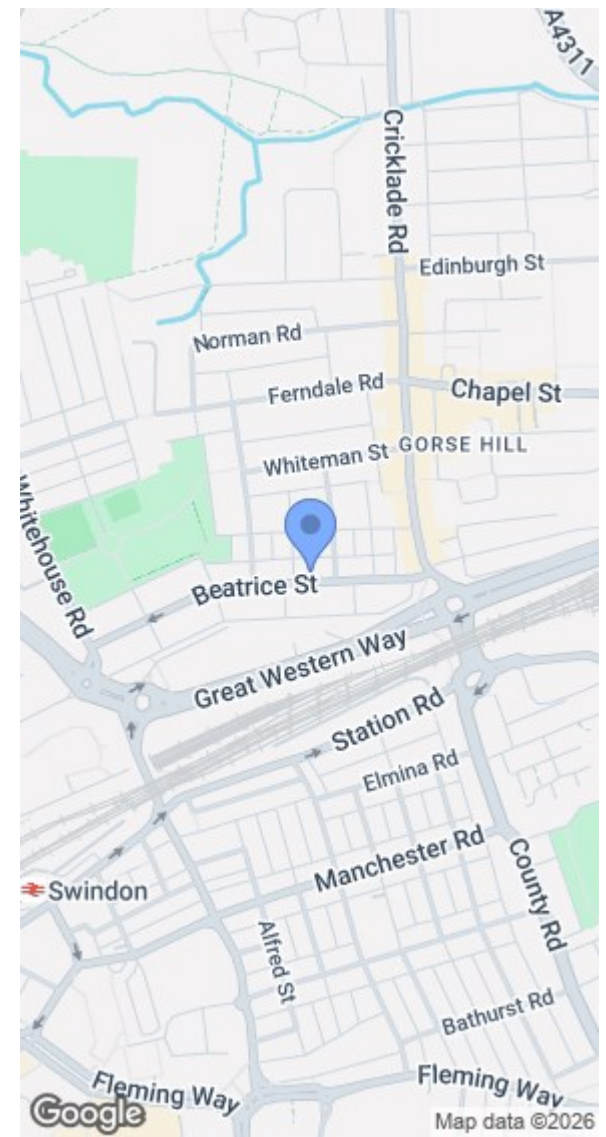 A4311
Cricklade Rd
Edinburgh St
Norman Rd
Ferndale Rd
Chapel St
Whiteman St
GORSE HILL
Whitehouse Rd
Beatrice St
Great Western Way
Station Rd
Elmina Rd
Manchester Rd
County Rd
Swindon
Alfred St
Bathurst Rd
Fleming Way
Fleming Way
Google
Map data ©2026